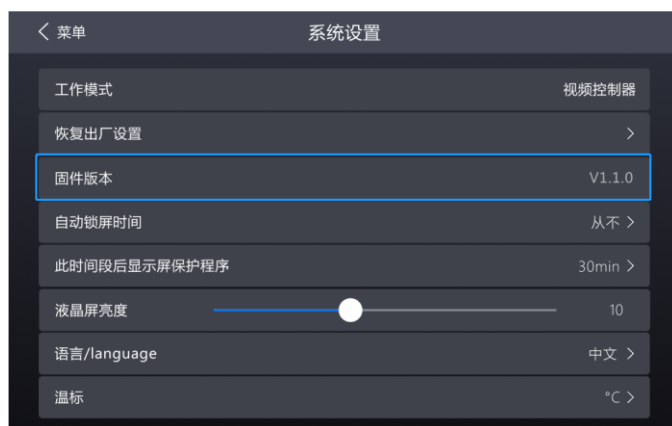 菜单
系统设置
工作模式 视频控制器
恢复出厂设置
固件版本 V1.1.0
自动锁屏时间 从不
此时间段后显示屏保护程序 30min
液晶屏亮度 10
语言/language 中文
温标 °C